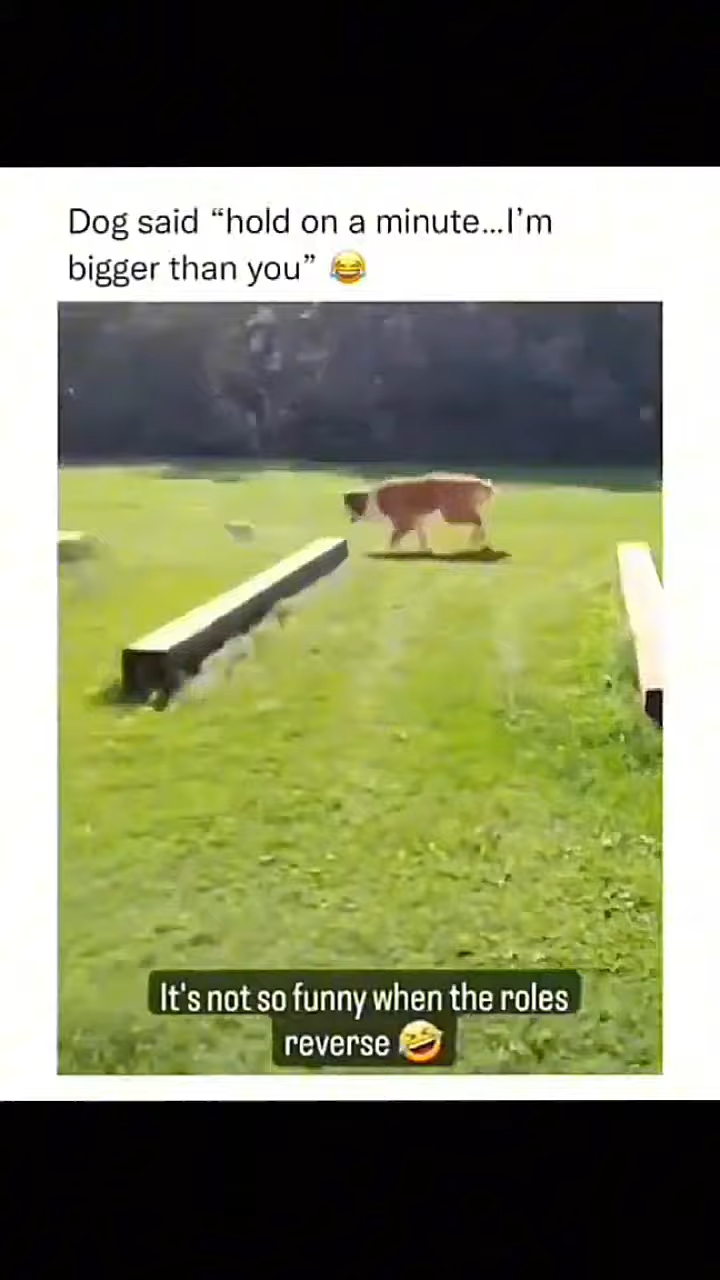 Dog said “hold on a minute...I’m
bigger than you” 😂
It's not so funny when the roles
reverse 🤣